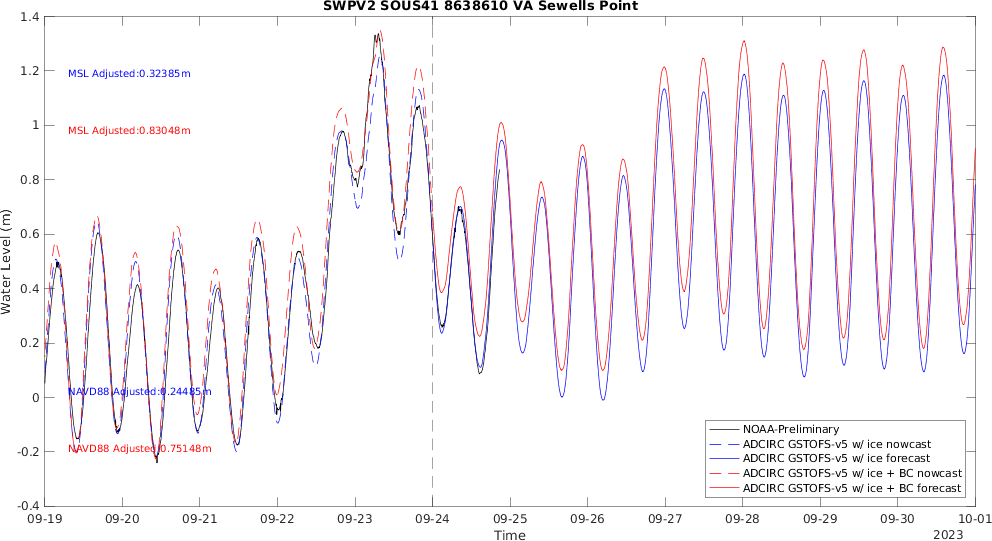 SWPV2 SOUS41 8638610 VA Sewells Point
1.4
1.2
1
0.8
0.6
0.4
0.2
0
-0.2
-0.4
Water Level (m)
MSL Adjusted:0.32385m
MSL Adjusted:0.83048m
NAVD88 Adjusted:0.24485m
NAVD88 Adjusted:0.75148m
NOAA-Preliminary
ADCIRC GSTOFS-v5 w/ ice nowcast
ADCIRC GSTOFS-v5 w/ ice forecast
ADCIRC GSTOFS-v5 w/ ice + BC nowcast
ADCIRC GSTOFS-v5 w/ ice + BC forecast
09-19 09-20 09-21 09-22 09-23 09-24 09-25 09-26 09-27 09-28 09-29 09-30 10-01
Time
2023